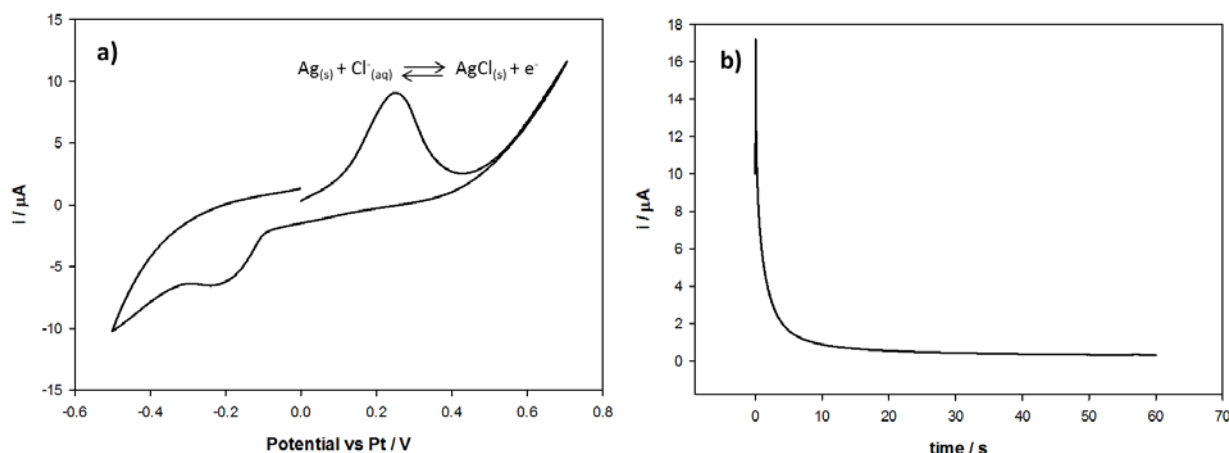 a)
Ag(s) + Cl-(aq) ⇌ AgCl(s) + e-
15
10
5
0
-5
-10
-15
i / µA
-0.6 -0.4 -0.2 0.0 0.2 0.4 0.6 0.8
Potential vs Pt / V
b)
18
16
14
12
10
8
6
4
2
0
i / µA
0 10 20 30 40 50 60 70
time / s